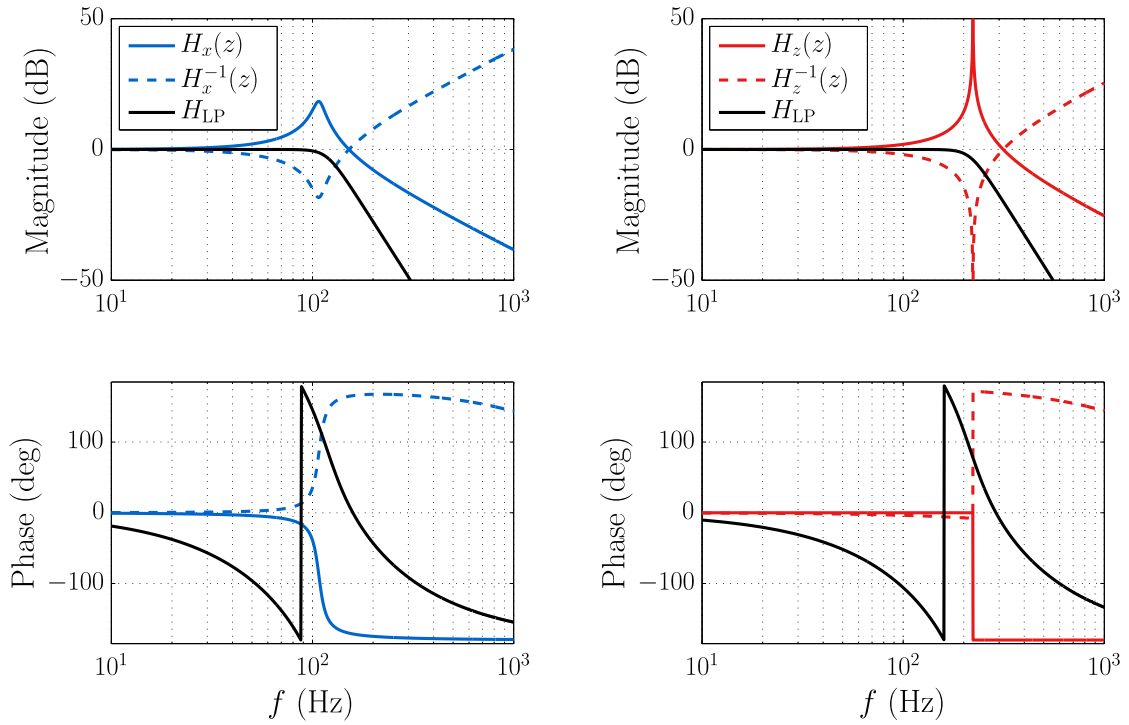 50
0
−50
Magnitude (dB)
H_x(z)
H_x^{-1}(z)
H_LP
10^1
10^2
10^3
50
0
−50
Magnitude (dB)
H_z(z)
H_z^{-1}(z)
H_LP
10^1
10^2
10^3
100
0
−100
Phase (deg)
10^1
10^2
10^3
f (Hz)
100
0
−100
Phase (deg)
10^1
10^2
10^3
f (Hz)